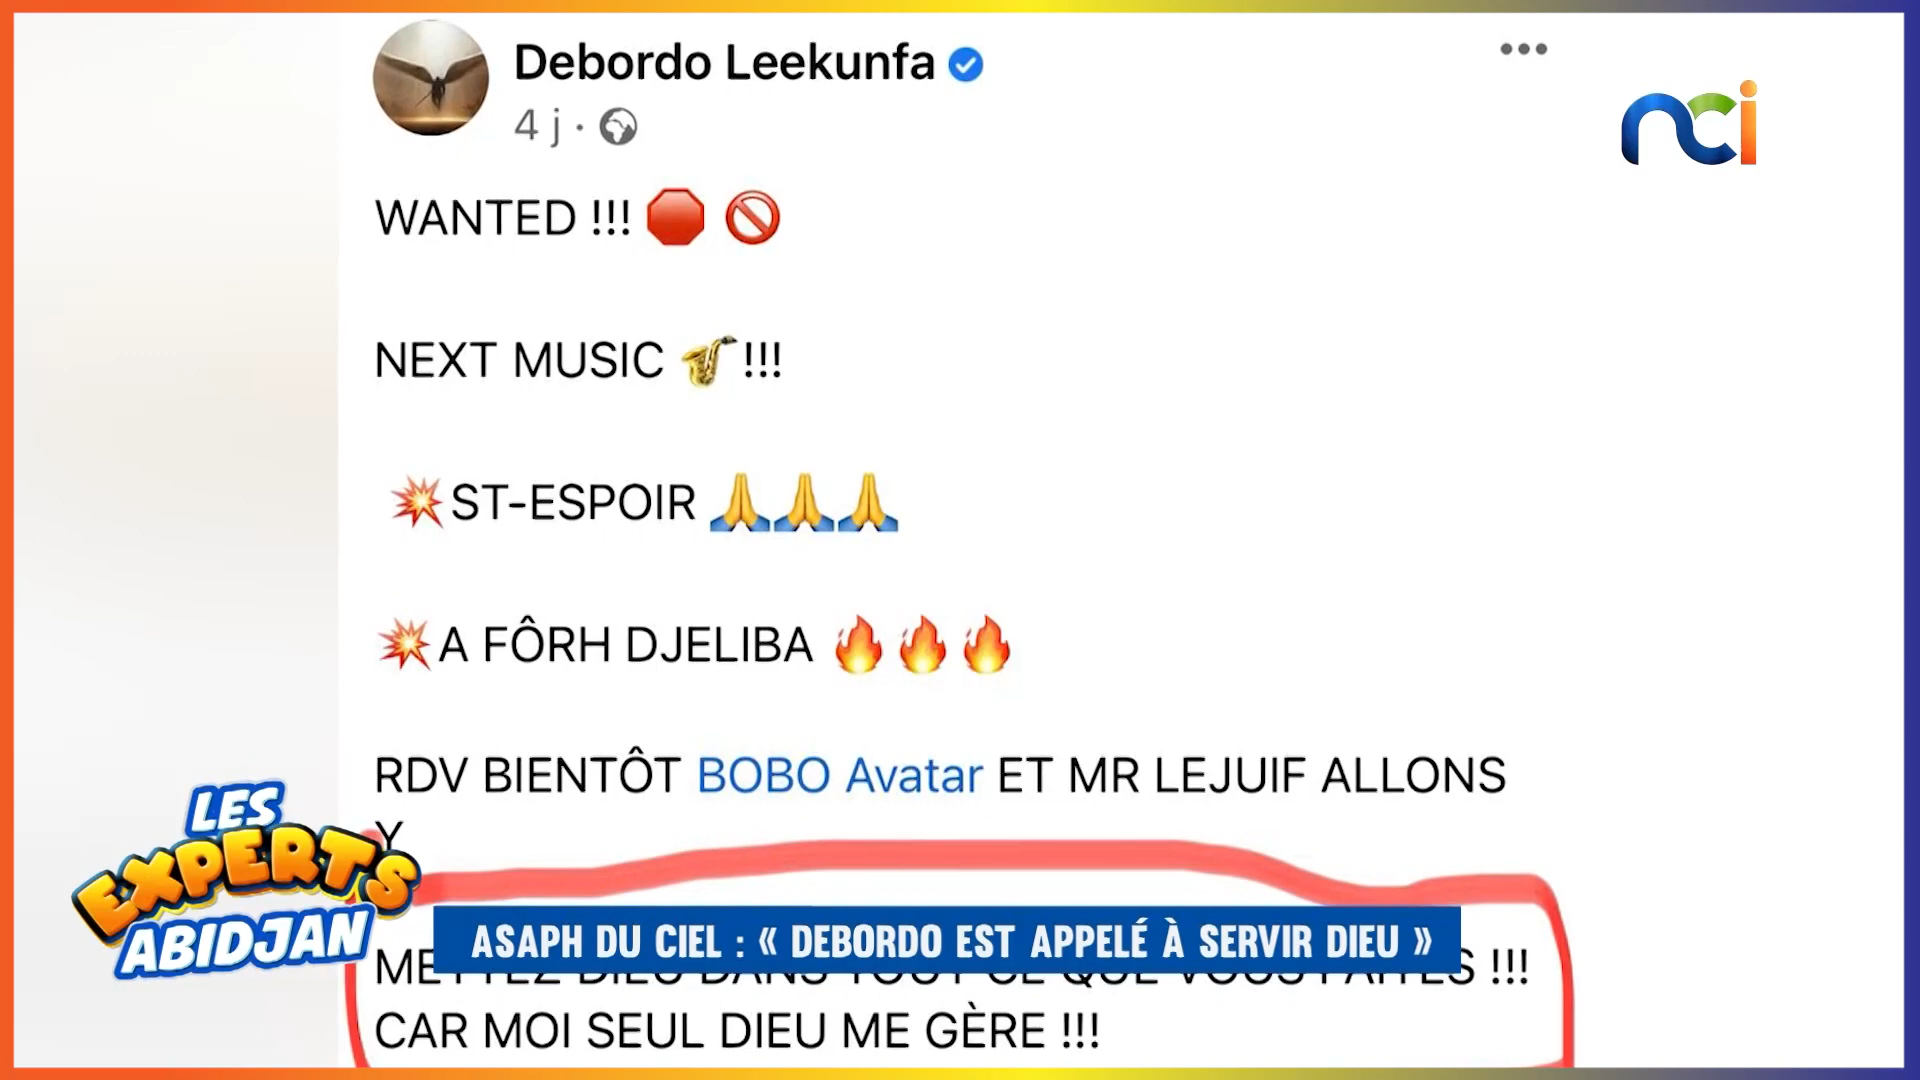 Debordo Leekunfa
4 j ·
nci
WANTED !!! 🛑 🚫
NEXT MUSIC 🎷!!!
💥ST-ESPOIR 🙏🙏🙏
💥A FÔRH DJELIBA 🔥🔥🔥
RDV BIENTÔT BOBO Avatar ET MR LEJUIF ALLONS
Y
LES
EXPERTS
ABIDJAN
ASAPH DU CIEL : « DEBORDO EST APPELÉ À SERVIR DIEU »
METTEZ DIEU DANS TOUT CE QUE VOUS FAITES !!!
CAR MOI SEUL DIEU ME GÈRE !!!